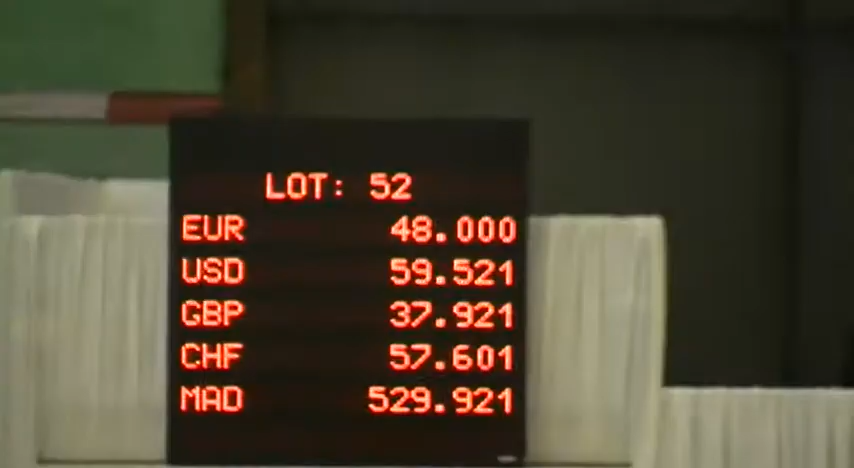 LOT: 52
EUR 48.000
USD 59.521
GBP 37.921
CHF 57.601
MAD 529.921